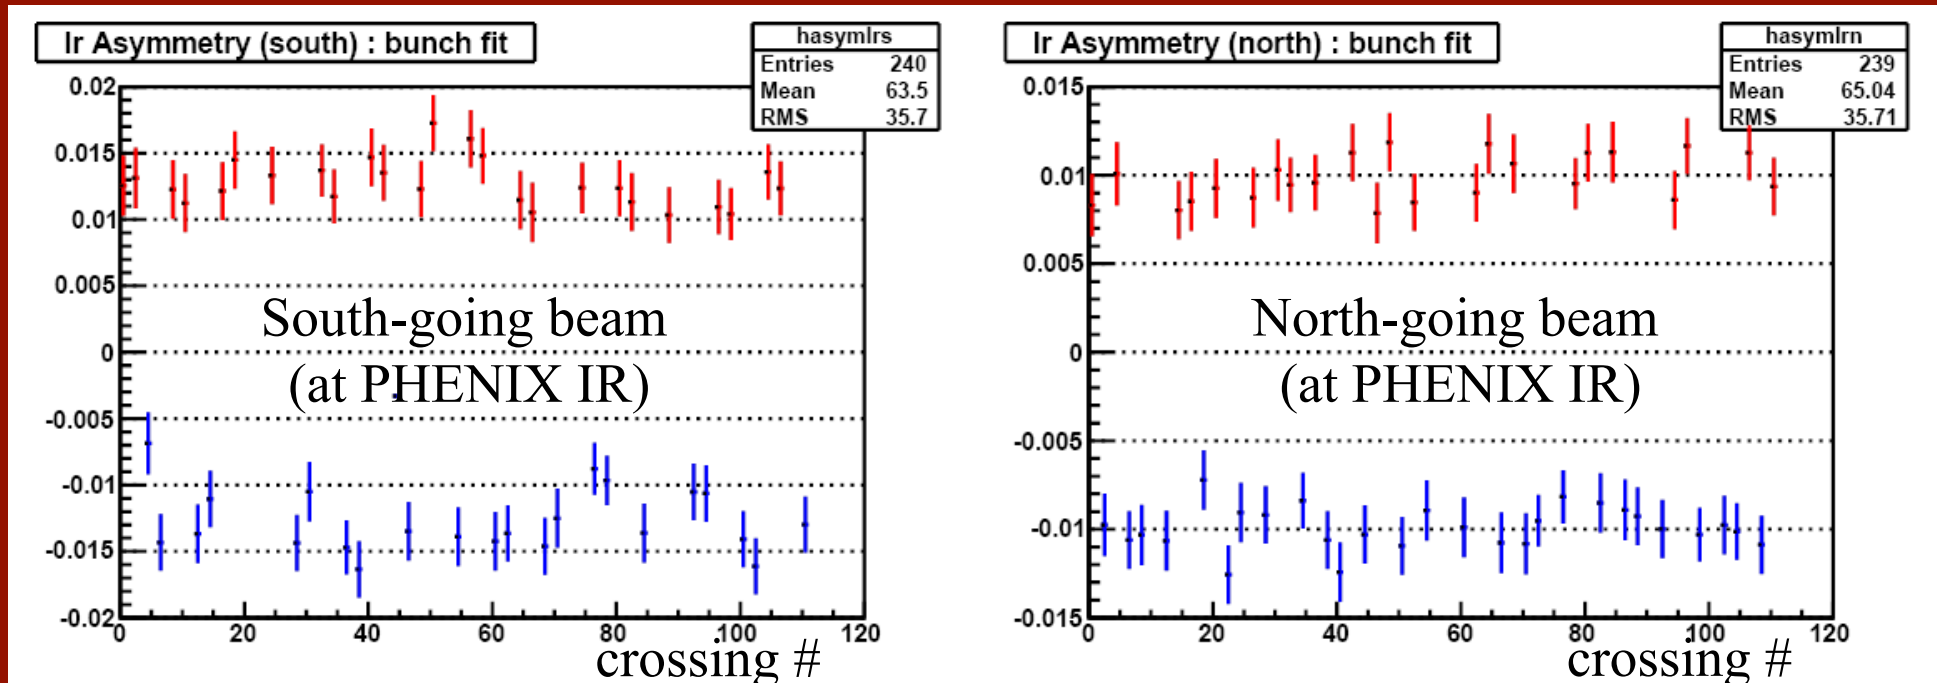 lr Asymmetry (south) : bunch fit
hasymlrs
Entries 240
Mean 63.5
RMS 35.7
0.02
0.015
0.01
0.005
0
-0.005
-0.01
-0.015
-0.02
South-going beam
(at PHENIX IR)
0 20 40 60 80 100 120
crossing #
lr Asymmetry (north) : bunch fit
hasymlrn
Entries 239
Mean 65.04
RMS 35.71
0.015
0.01
0.005
0
-0.005
-0.01
-0.015
North-going beam
(at PHENIX IR)
0 20 40 60 80 100 120
crossing #